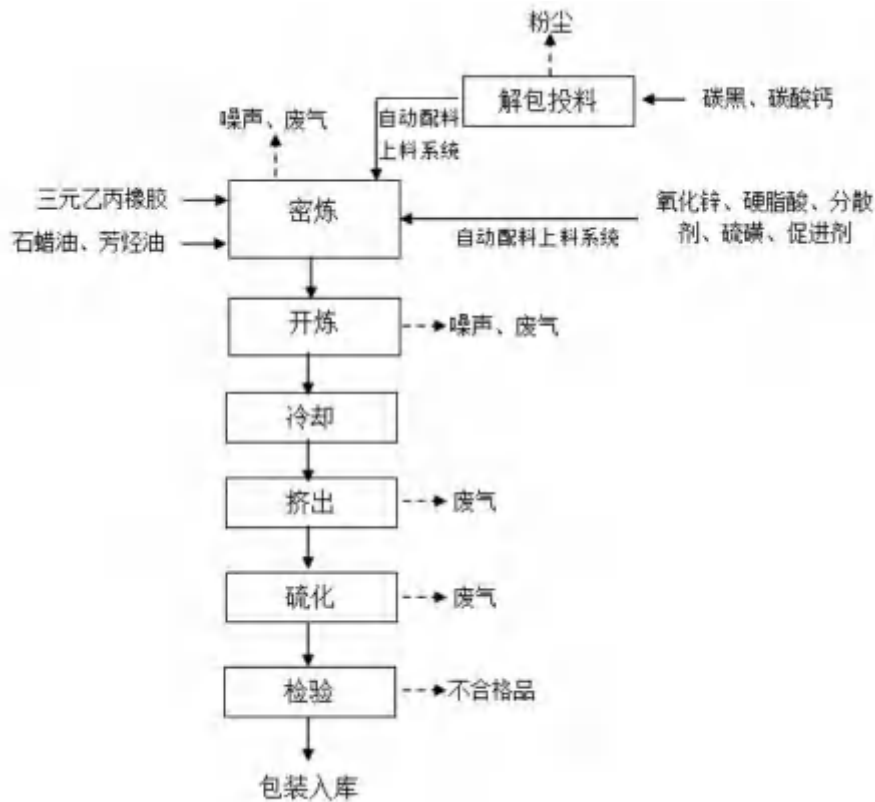 粉尘
解包投料
碳黑、碳酸钙
自动配料
上料系统
噪声、废气
三元乙丙橡胶
石蜡油、芳烃油
密炼
氧化锌、硬脂酸、分散
剂、硫磺、促进剂
自动配料上料系统
开炼
噪声、废气
冷却
挤出
废气
硫化
废气
检验
不合格品
包装入库